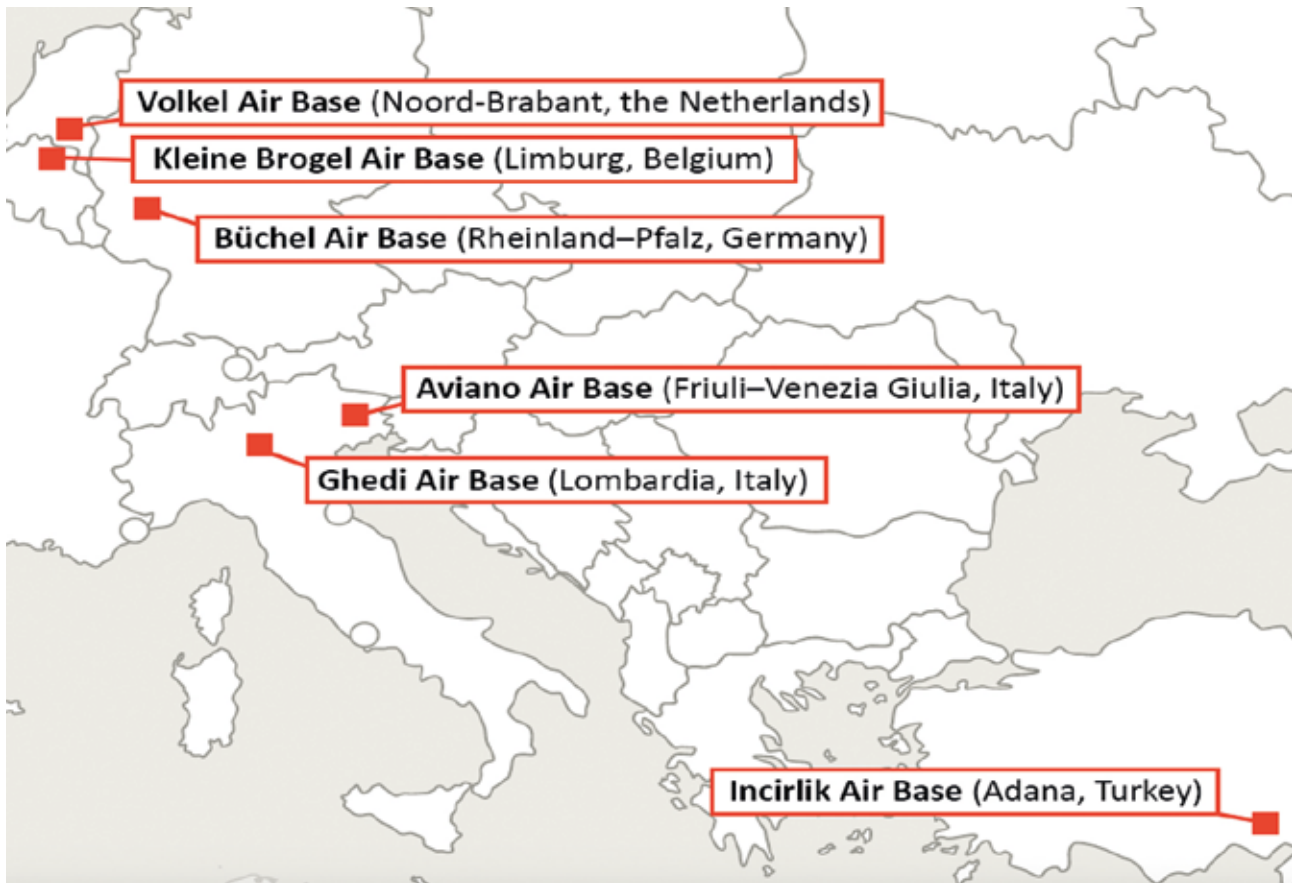 Volkel Air Base (Noord-Brabant, the Netherlands)
Kleine Brogel Air Base (Limburg, Belgium)
Büchel Air Base (Rheinland–Pfalz, Germany)
Aviano Air Base (Friuli–Venezia Giulia, Italy)
Ghedi Air Base (Lombardia, Italy)
Incirlik Air Base (Adana, Turkey)